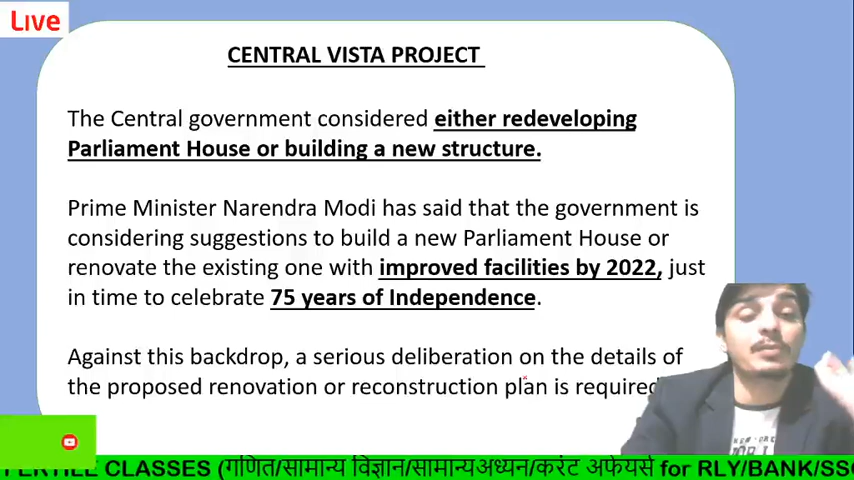 Live
CENTRAL VISTA PROJECT
The Central government considered either redeveloping
Parliament House or building a new structure.
Prime Minister Narendra Modi has said that the government is
considering suggestions to build a new Parliament House or
renovate the existing one with improved facilities by 2022, just
in time to celebrate 75 years of Independence.
Against this backdrop, a serious deliberation on the details of
the proposed renovation or reconstruction plan is required
CLASSES (गणित/सामान्य विज्ञान/सामान्यअध्यन/करंट अफेयर्स for RLY/BANK/SSC